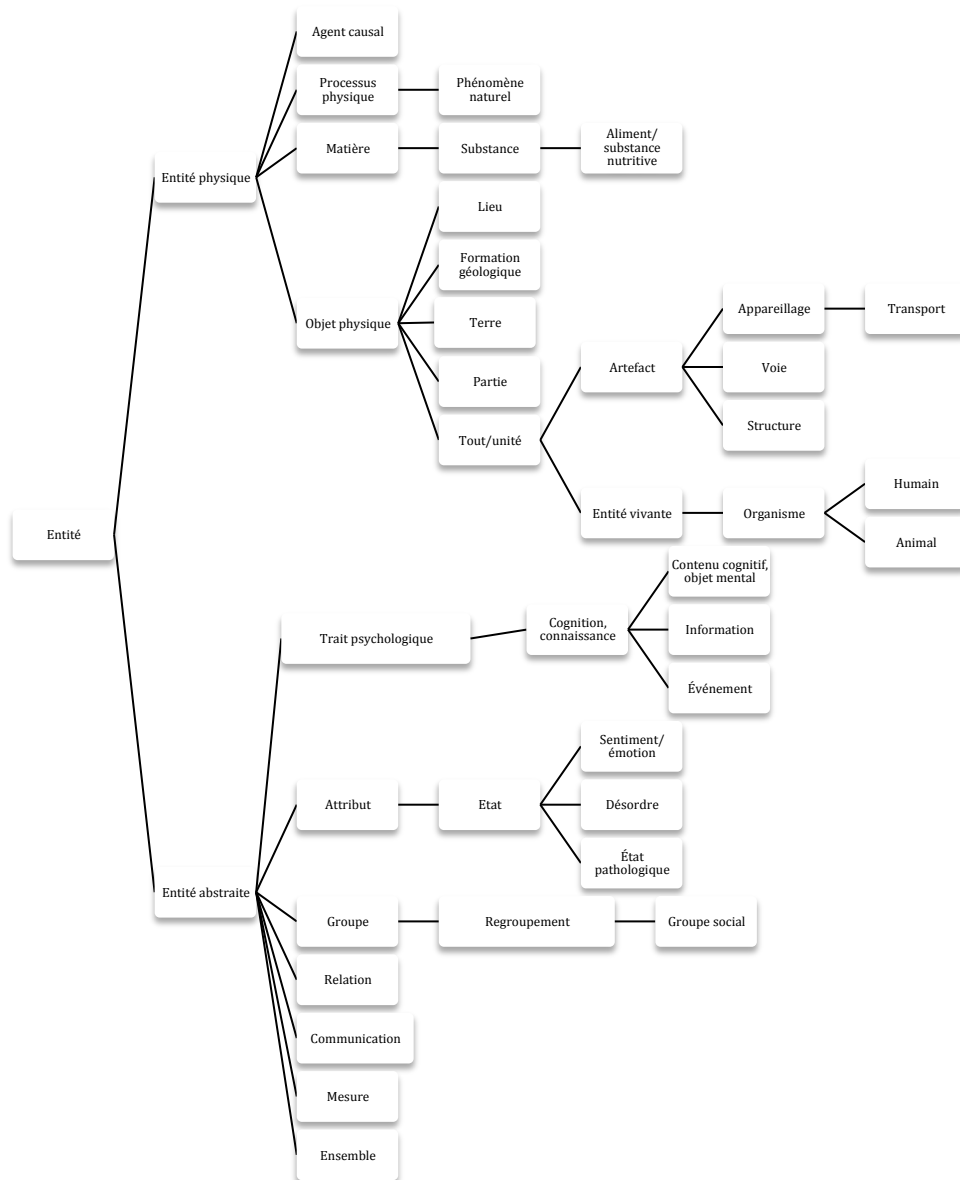 Agent causal
Processus
physique
Phénomène
naturel
Matière
Substance
Aliment/
substance
nutritive
Entité physique
Lieu
Formation
géologique
Objet physique
Terre
Partie
Tout/unité
Artefact
Appareillage
Transport
Voie
Structure
Entité vivante
Organisme
Humain
Animal
Entité
Trait psychologique
Cognition,
connaissance
Contenu cognitif,
objet mental
Information
Événement
Attribut
Etat
Sentiment/
émotion
Désordre
État
pathologique
Entité abstraite
Groupe
Regroupement
Groupe social
Relation
Communication
Mesure
Ensemble